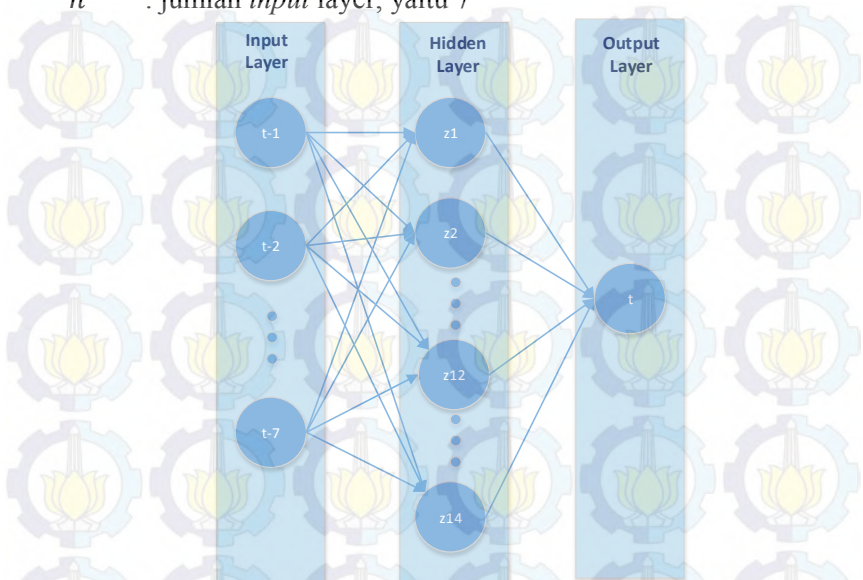 n : jumlah input layer, yaitu 7
Input
Layer
Hidden
Layer
Output
Layer
t-1
z1
t-2
z2
t
z12
t-7
z14